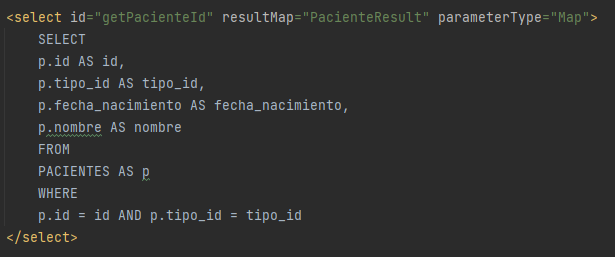 <select id="getPacienteId" resultMap="PacienteResult" parameterType="Map">
SELECT
p.id AS id,
p.tipo_id AS tipo_id,
p.fecha_nacimiento AS fecha_nacimiento,
p.nombre AS nombre
FROM
PACIENTES AS p
WHERE
p.id = id AND p.tipo_id = tipo_id
</select>